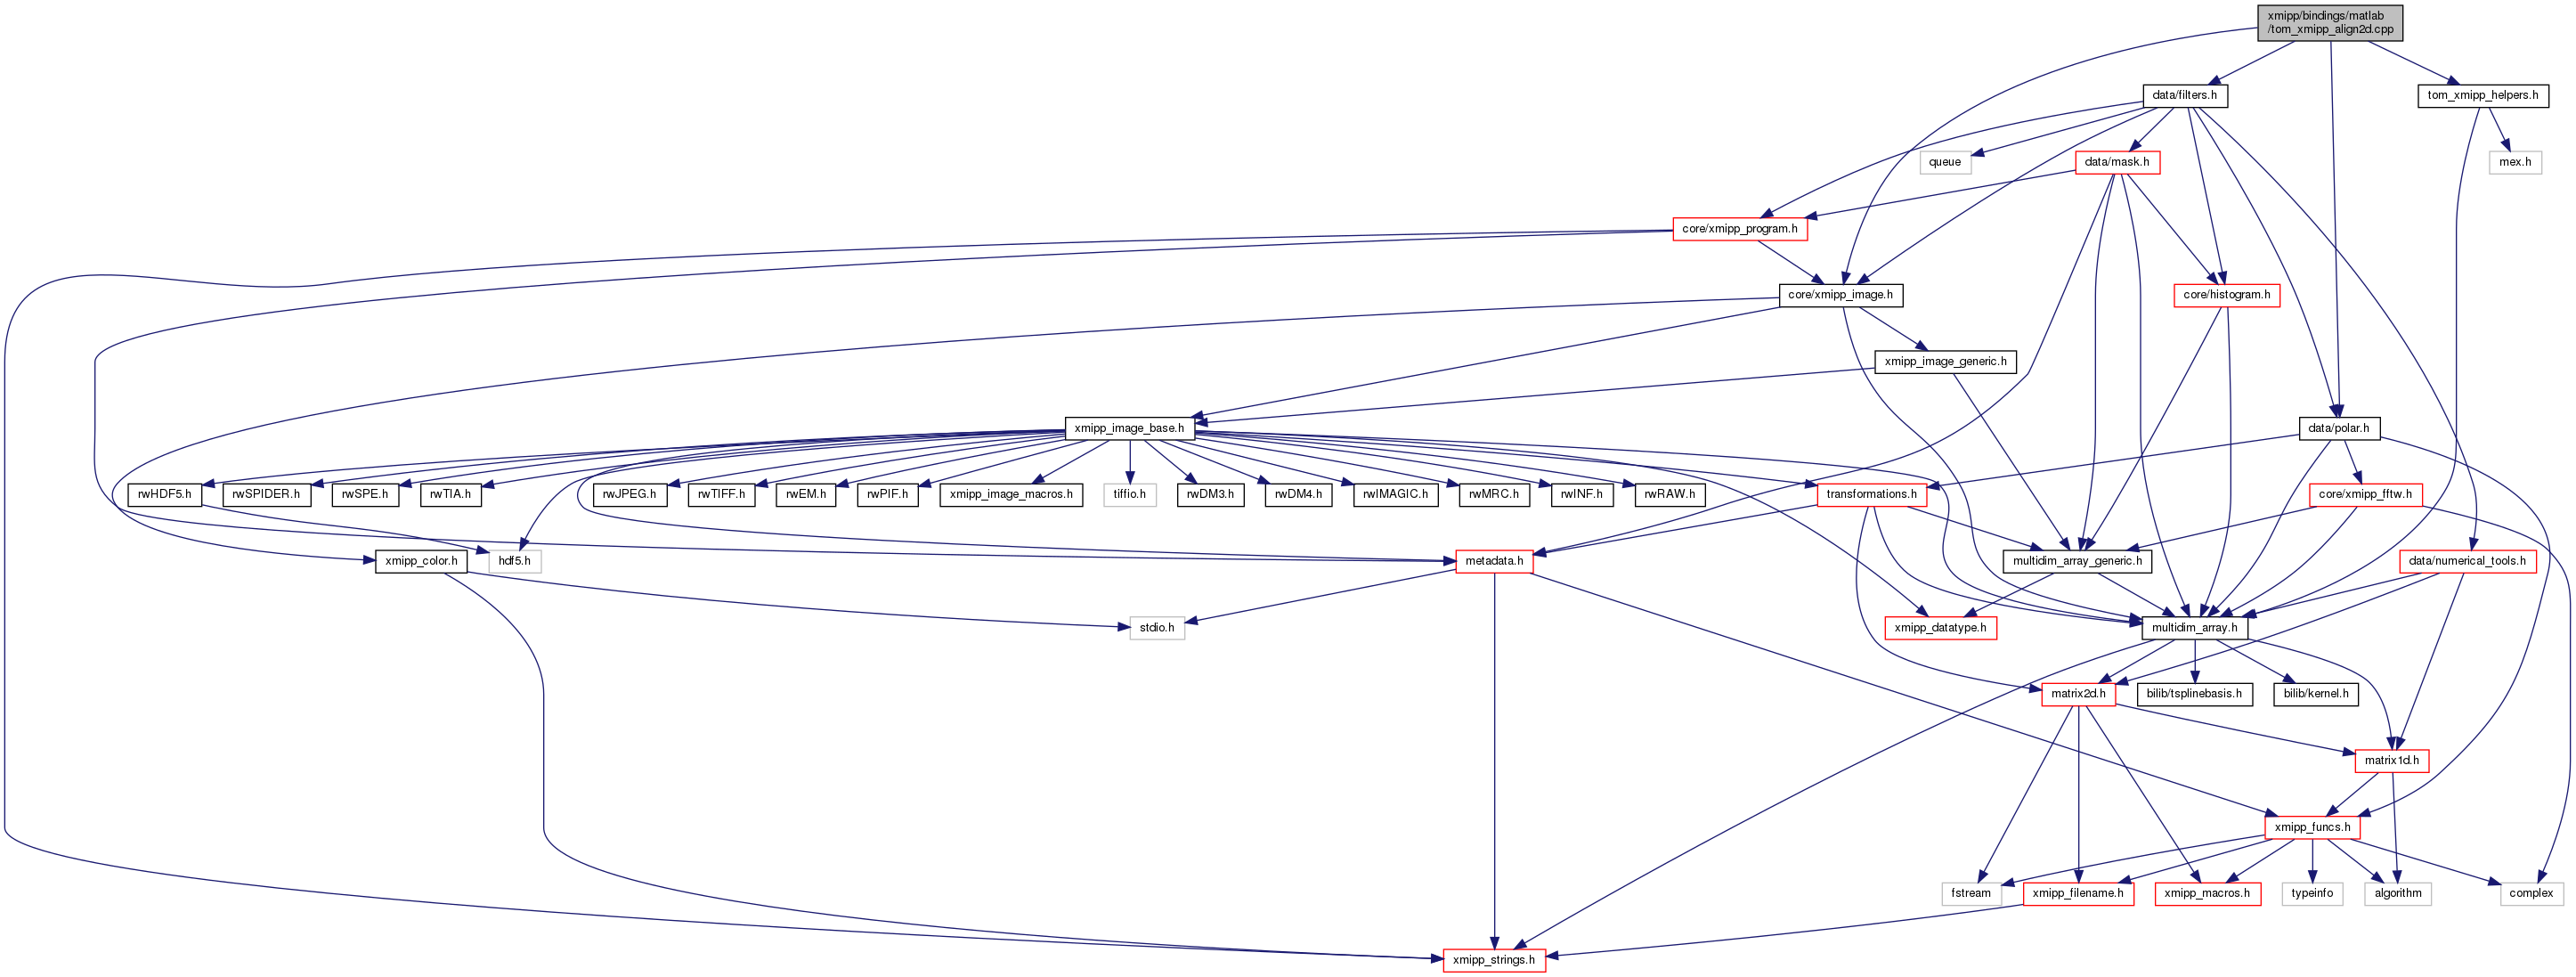 xmipp/bindings/matlab
/tom_xmipp_align2d.cpp
data/filters.h
tom_xmipp_helpers.h
queue
data/mask.h
mex.h
core/xmipp_program.h
core/xmipp_image.h
core/histogram.h
xmipp_image_generic.h
xmipp_image_base.h
data/polar.h
rwHDF5.h
rwSPIDER.h
rwSPE.h
rwTIA.h
rwJPEG.h
rwTIFF.h
rwEM.h
rwPIF.h
xmipp_image_macros.h
tiffio.h
rwDM3.h
rwDM4.h
rwIMAGIC.h
rwMRC.h
rwINF.h
rwRAW.h
transformations.h
core/xmipp_fftw.h
xmipp_color.h
hdf5.h
metadata.h
multidim_array_generic.h
data/numerical_tools.h
stdio.h
xmipp_datatype.h
multidim_array.h
matrix2d.h
bilib/tsplinebasis.h
bilib/kernel.h
matrix1d.h
xmipp_funcs.h
fstream
xmipp_filename.h
xmipp_macros.h
typeinfo
algorithm
complex
xmipp_strings.h